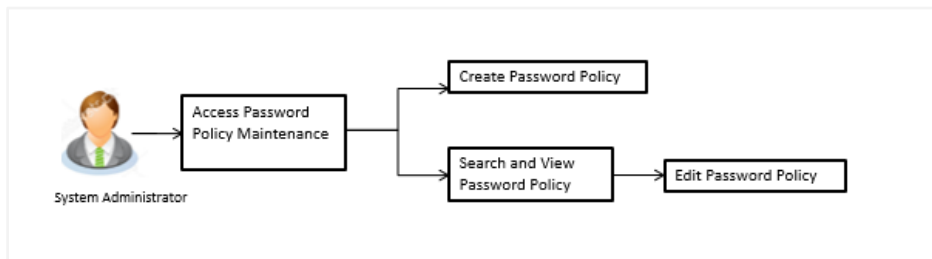 Create Password Policy
Access Password
Policy Maintenance
Search and View
Password Policy
Edit Password Policy
System Administrator